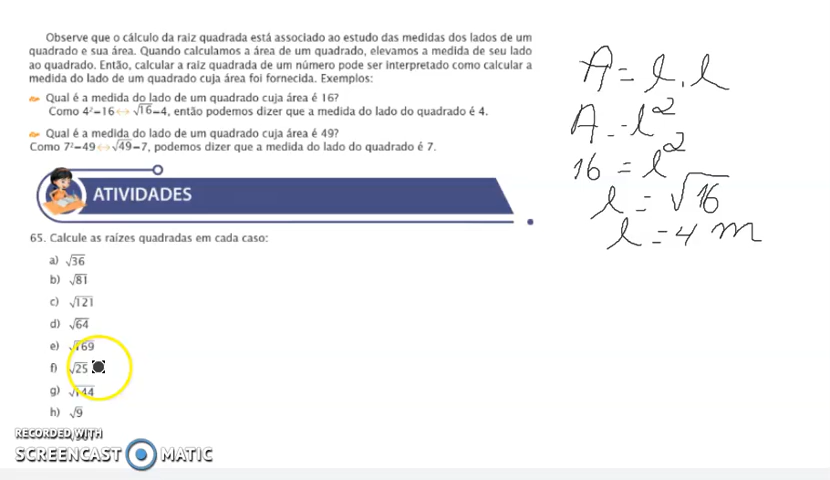 Observe que o cálculo da raiz quadrada está associado ao estudo das medidas dos lados de um
quadrado e sua área. Quando calculamos a área de um quadrado, elevamos a medida de seu lado
ao quadrado. Então, calcular a raiz quadrada de um número pode ser interpretado como calcular a
medida do lado de um quadrado cuja área foi fornecida. Exemplos:
Qual é a medida do lado de um quadrado cuja área é 16?
Como 4²=16 ↔ √16=4, então podemos dizer que a medida do lado do quadrado é 4.
Qual é a medida do lado de um quadrado cuja área é 49?
Como 7²=49 ↔ √49=7, podemos dizer que a medida do lado do quadrado é 7.
ATIVIDADES
65. Calcule as raízes quadradas em cada caso:
a) √36
b) √81
c) √121
d) √64
e) √169
f) √25
g) √144
h) √9
A = l . l
A = l²
16 = l²
l = √16
l = 4 m
RECORDED WITH
SCREENCAST MATIC